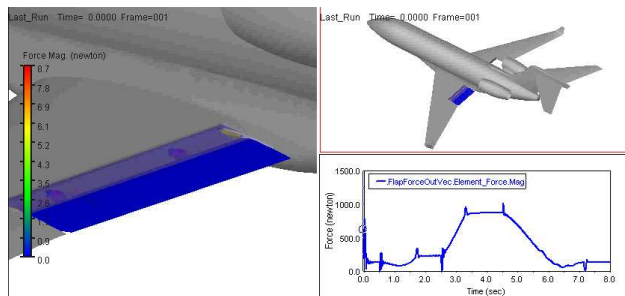 Last_Run Time= 0.0000 Frame=001
Force Mag. (newton)
8.7
7.8
6.9
6.1
5.2
4.3
3.5
2.6
1.7
0.9
0.0
Last_Run Time= 0.0000 Frame=001
1500.0
1000.0
500.0
0.0
Force (newton)
.FlapForceOutVec.Element_Force.Mag
0.0 1.0 2.0 3.0 4.0 5.0 6.0 7.0 8.0
Time (sec)